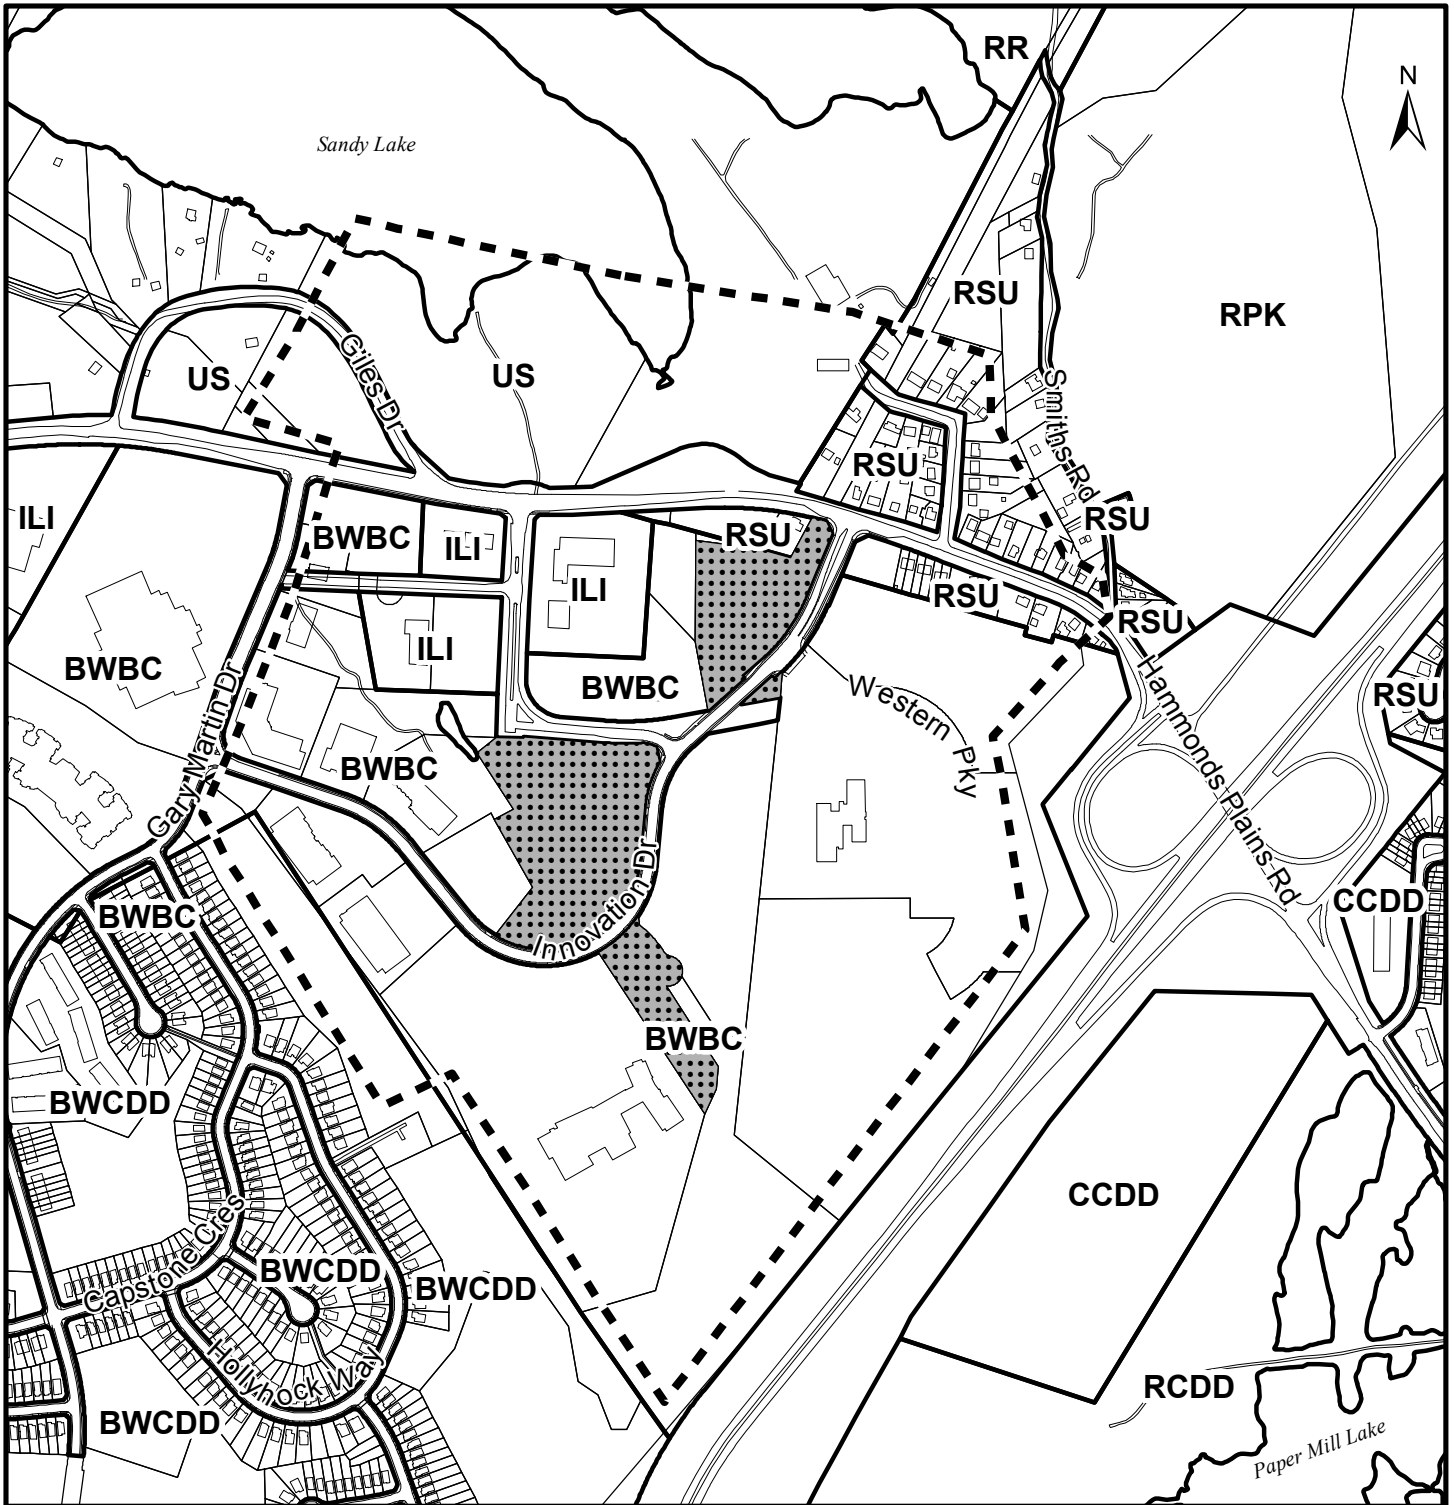 RR
N
Sandy Lake
RSU
RPK
Giles Dr
US
US
Smiths Rd
RSU
ILI
BWBC
ILI
RSU
RSU
ILI
RSU
RSU
ILI
BWBC
BWBC
Western Pky
RSU
Gary Martin Dr
Hammonds Plains Rd
BWBC
Innovation Dr
BWBC
CCDD
BWBC
BWCDD
CCDD
Capstone Cres
BWCDD
BWCDD
Hollyhock Way
RCDD
BWCDD
Paper Mill Lake